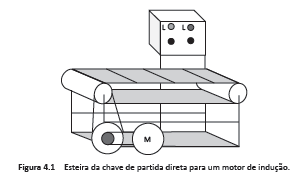 L L
M
Figura 4.1 Esteira da chave de partida direta para um motor de indução.